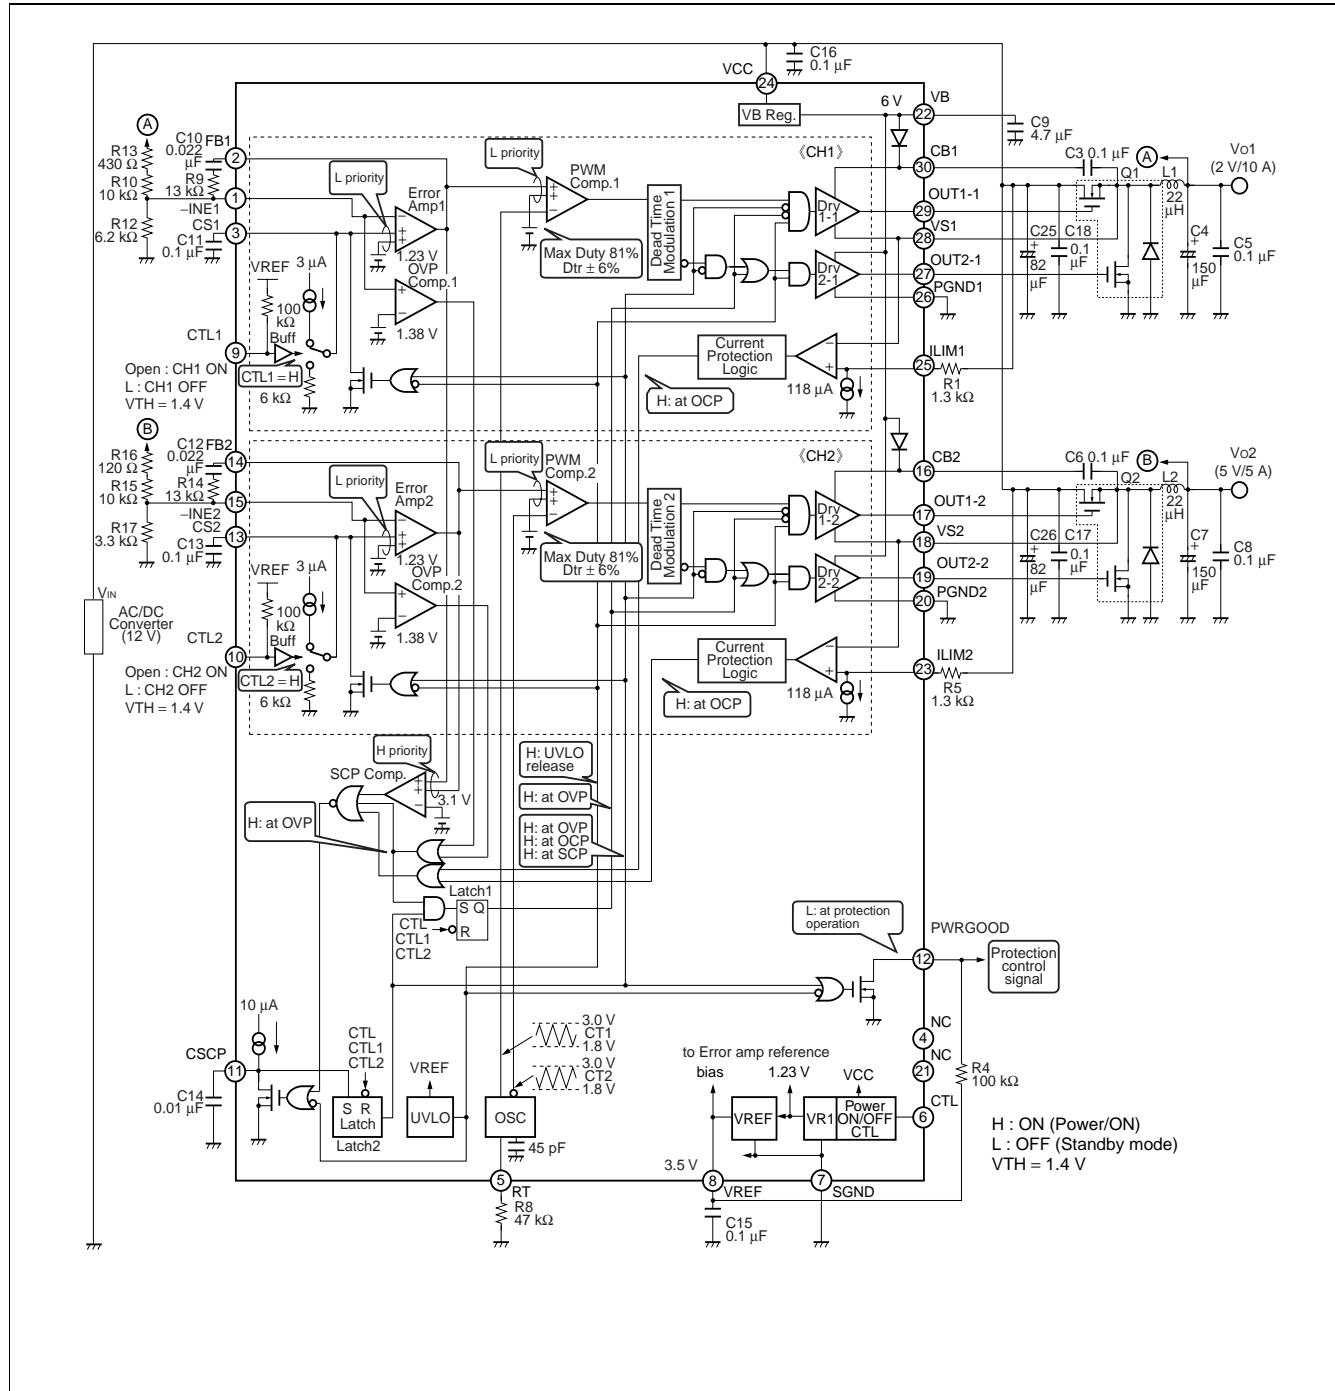 C16
0.1 µF
VCC
24
VB Reg.
6 V
VB
22
C9
4.7 µF
A
R13
430 Ω
R10
10 kΩ
R12
6.2 kΩ
C10
0.022
µF
R9
13 kΩ
FB1
2
1
−INE1
CS1
3
C11
0.1 µF
VREF
3 µA
100
kΩ
Buff
CTL1
9
CTL1 = H
6 kΩ
Open : CH1 ON
L : CH1 OFF
VTH = 1.4 V
L priority
Error
Amp1
1.23 V
OVP
Comp.1
1.38 V
L priority
PWM
Comp.1
Max Duty 81%
Dtr ± 6%
Dead Time
Modulation 1
《CH1》
Drv
1-1
Drv
2-1
Current
Protection
Logic
H: at OCP
118 µA
CB1
30
OUT1-1
29
VS1
28
OUT2-1
27
26
PGND1
ILIM1
25
R1
1.3 kΩ
C3 0.1 µF
A
Q1
L1
22
µH
VO1
(2 V/10 A)
C25
82
µF
C18
0.1
µF
C4
150
µF
C5
0.1 µF
B
R16
120 Ω
R15
10 kΩ
R17
3.3 kΩ
C12
0.022
µF
R14
13 kΩ
FB2
14
15
−INE2
CS2
13
C13
0.1 µF
VREF
3 µA
100
kΩ
Buff
CTL2
10
CTL2 = H
6 kΩ
Open : CH2 ON
L : CH2 OFF
VTH = 1.4 V
VIN
AC/DC
Converter
(12 V)
L priority
Error
Amp2
1.23 V
OVP
Comp.2
1.38 V
L priority
PWM
Comp.2
Max Duty 81%
Dtr ± 6%
Dead Time
Modulation 2
《CH2》
Drv
1-2
Drv
2-2
Current
Protection
Logic
H: at OCP
118 µA
CB2
16
OUT1-2
17
VS2
18
OUT2-2
19
PGND2
20
ILIM2
23
R5
1.3 kΩ
C6 0.1 µF
B
Q2
L2
22
µH
VO2
(5 V/5 A)
C26
82
µF
C17
0.1
µF
C7
150
µF
C8
0.1 µF
H priority
SCP Comp.
3.1 V
H: at OVP
H: UVLO
release
H: at OVP
H: at OVP
H: at OCP
H: at SCP
Latch1
S Q
R
CTL
CTL1
CTL2
L: at protection
operation
PWRGOOD
12
Protection
control
signal
10 µA
CSCP
11
C14
0.01 µF
CTL
CTL1
CTL2
S R
Latch
Latch2
VREF
UVLO
3.0 V
CT1
1.8 V
3.0 V
CT2
1.8 V
OSC
45 pF
5
RT
R8
47 kΩ
to Error amp reference
bias
1.23 V
VCC
VREF
VR1
Power
ON/OFF
CTL
3.5 V
8
VREF
C15
0.1 µF
7
SGND
NC
4
NC
21
CTL
6
R4
100 kΩ
H : ON (Power/ON)
L : OFF (Standby mode)
VTH = 1.4 V